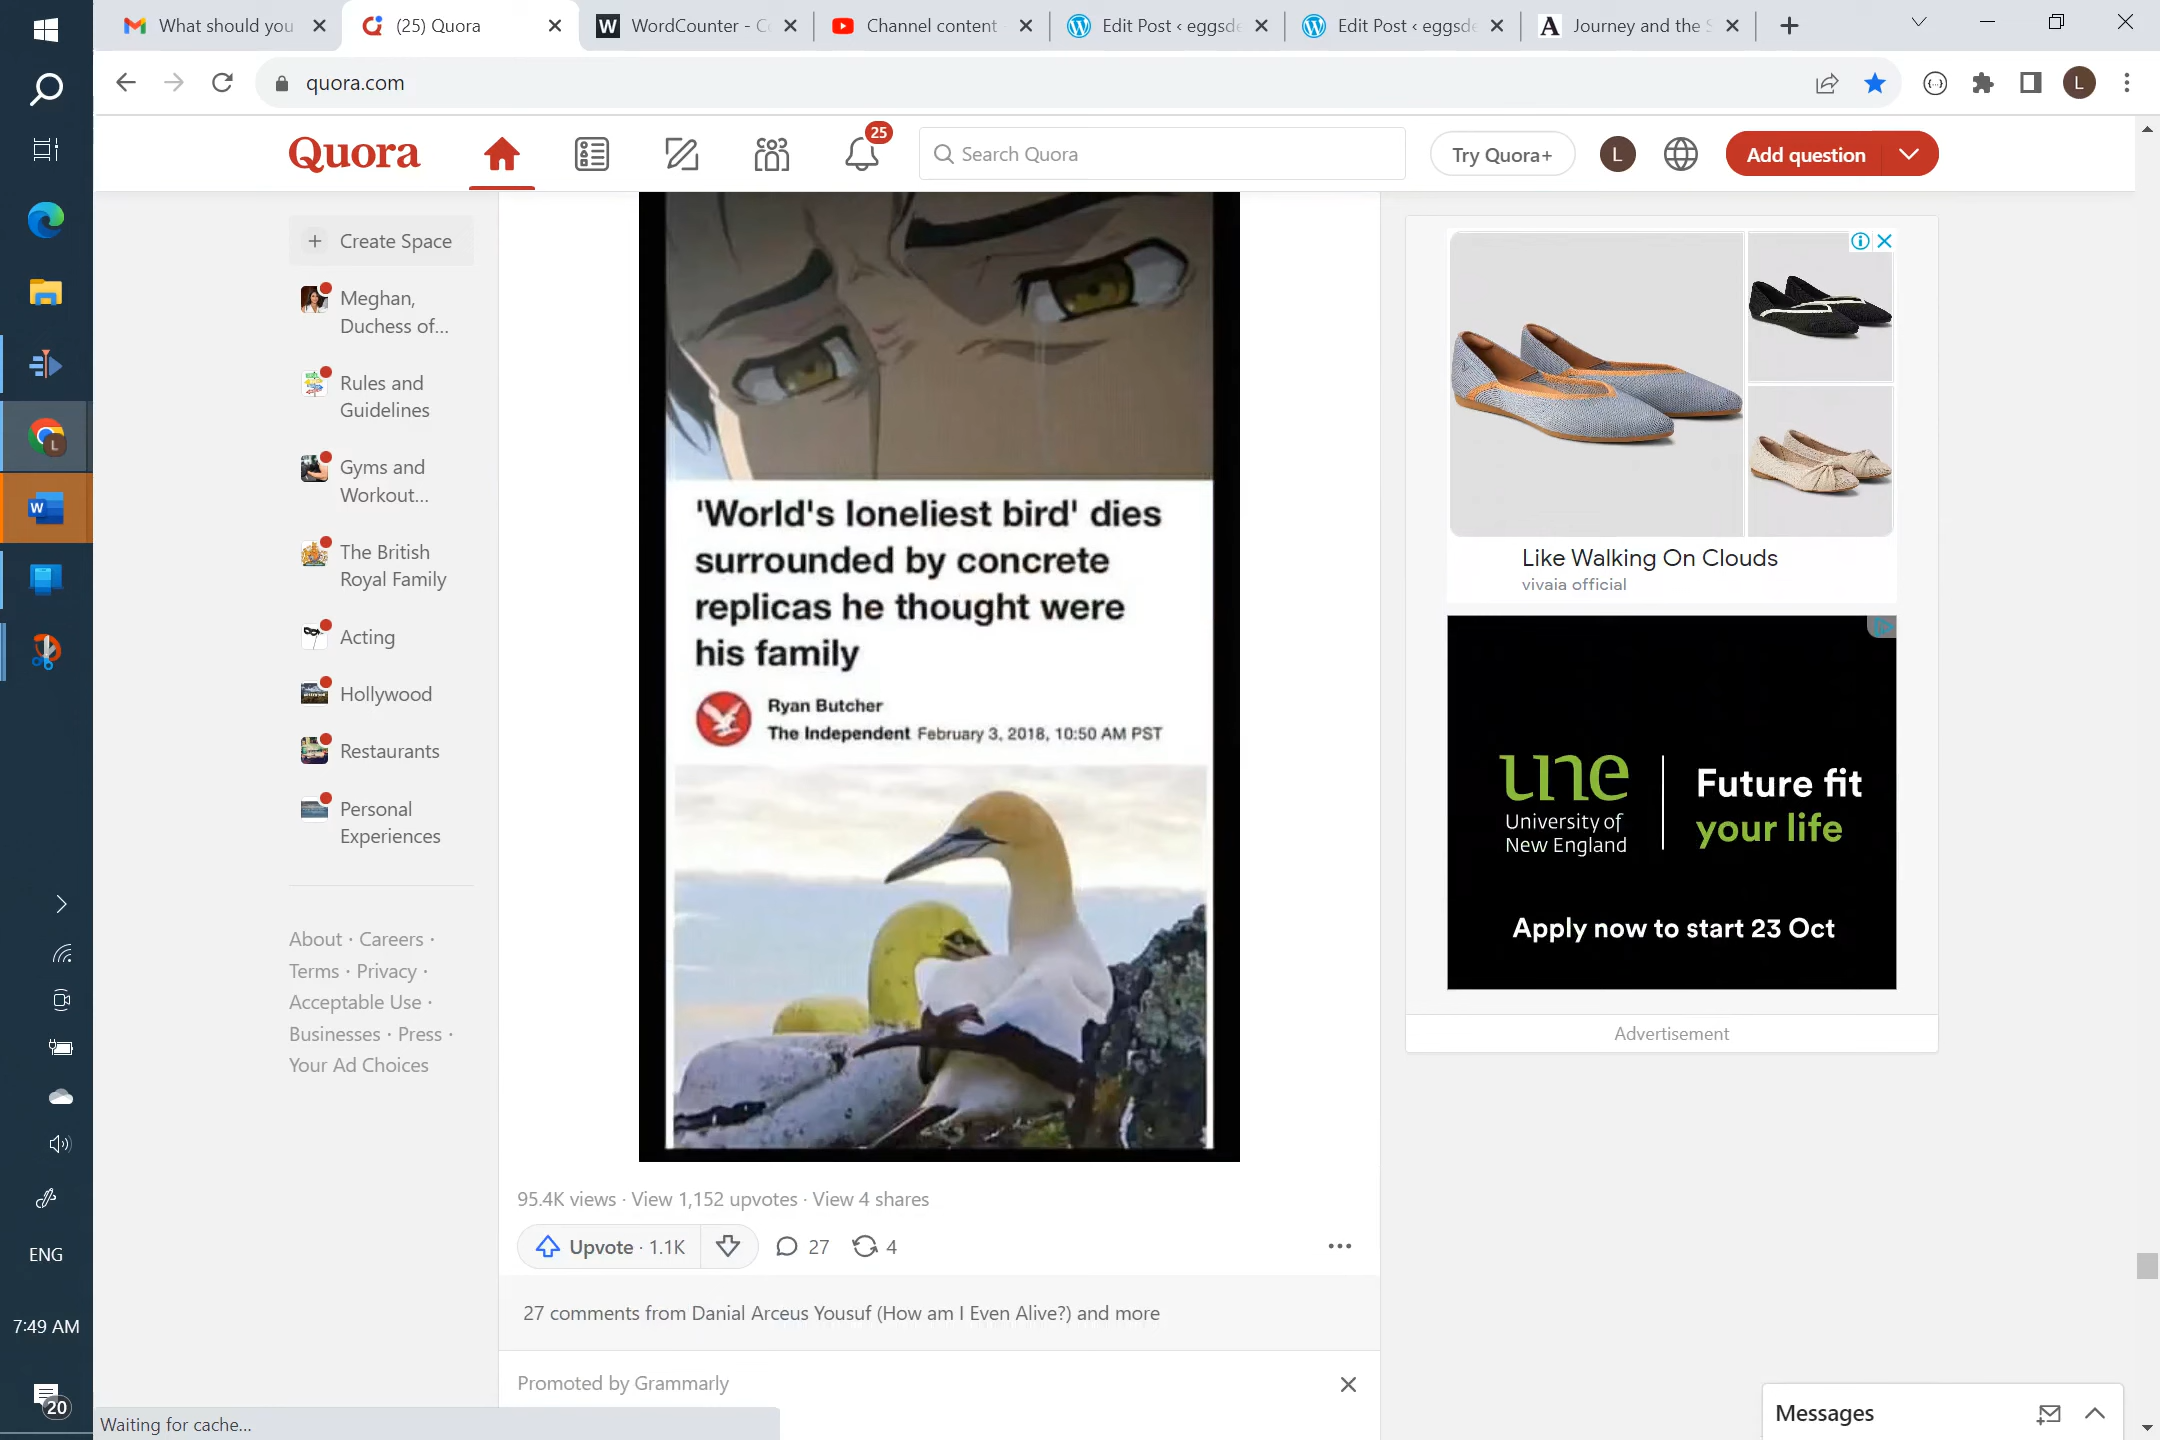 What should you
(25) Quora
W WordCounter - Co
Channel content
Edit Post ‹ eggsde
Edit Post ‹ eggsde
A Journey and the S
quora.com
L
Quora
25
Search Quora
Try Quora+
L
Add question
Create Space
Meghan,
Duchess of...
Rules and
Guidelines
Gyms and
Workout...
The British
Royal Family
Acting
Hollywood
Restaurants
Personal
Experiences
About · Careers ·
Terms · Privacy ·
Acceptable Use ·
Businesses · Press ·
Your Ad Choices
'World's loneliest bird' dies
surrounded by concrete
replicas he thought were
his family
Ryan Butcher
The Independent February 3, 2018, 10:50 AM PST
95.4K views · View 1,152 upvotes · View 4 shares
Upvote · 1.1K
27
4
27 comments from Danial Arceus Yousuf (How am I Even Alive?) and more
Promoted by Grammarly
Like Walking On Clouds
vivaia official
une
University of
New England
Future fit
your life
Apply now to start 23 Oct
Advertisement
Messages
L
W
ENG
7:49 AM
20
Waiting for cache...